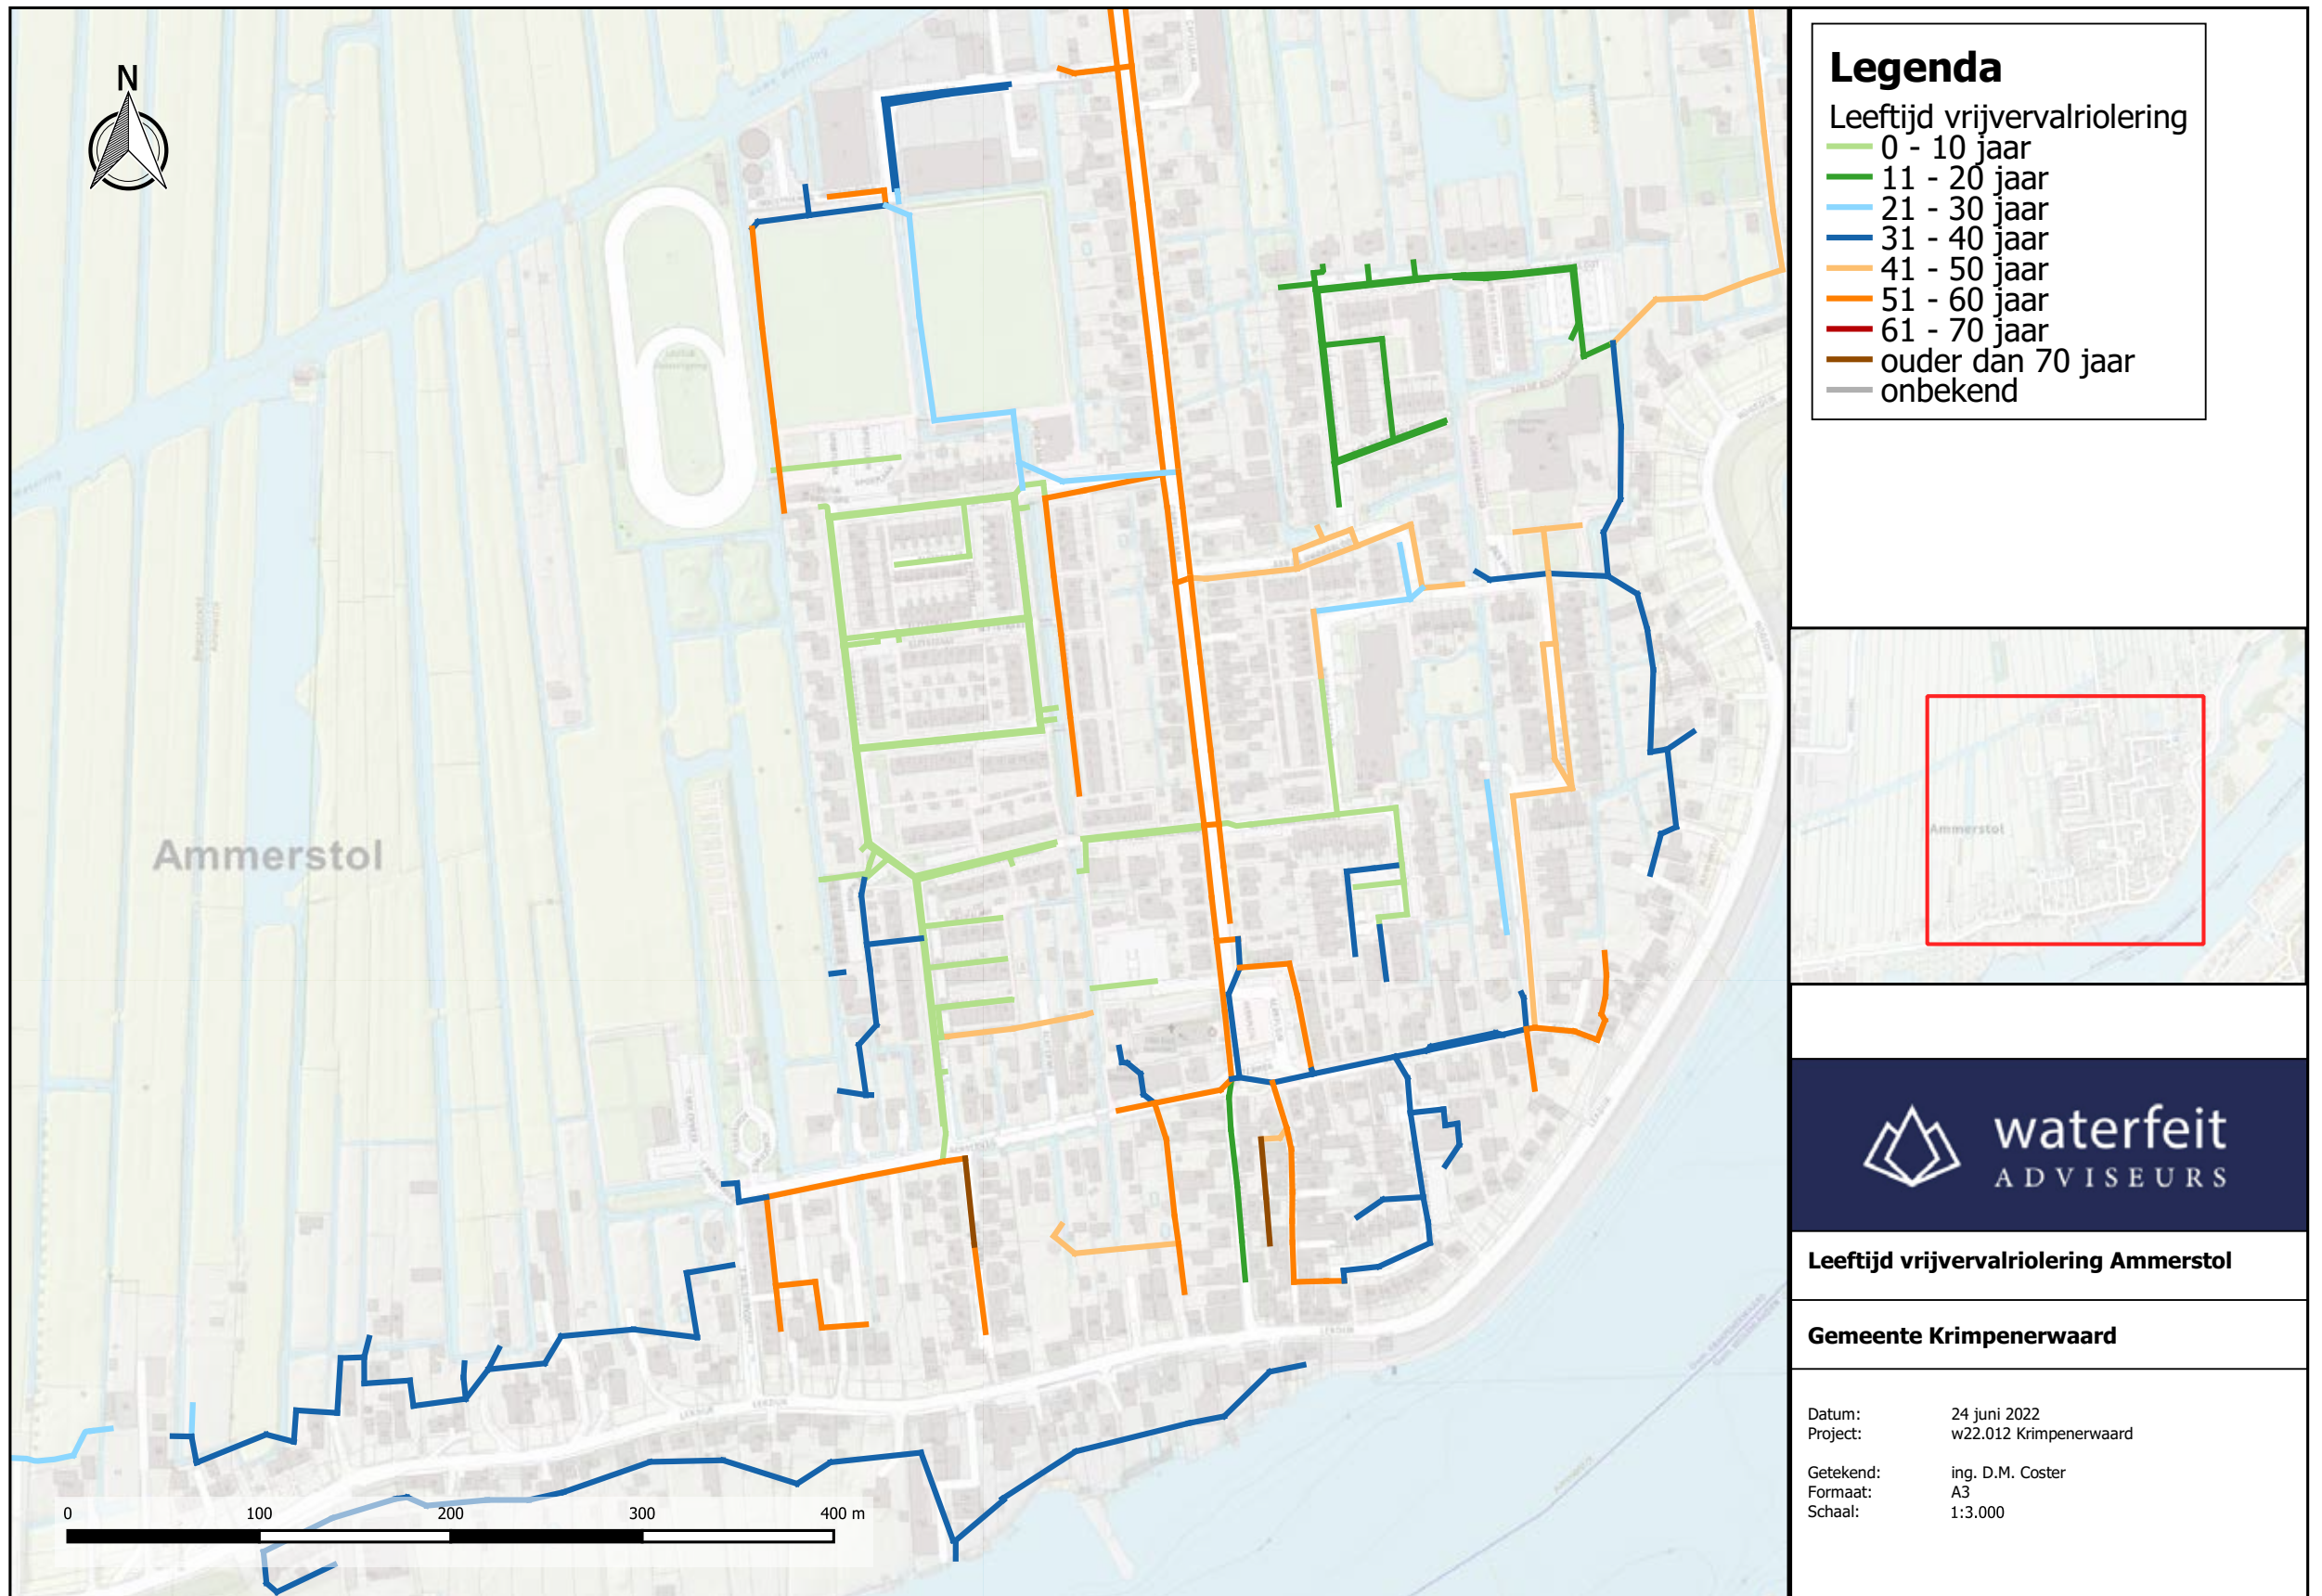 N
Ammerstol
LEKDIJK
LEKDIJK
LEKDIJK
0 100 200 300 400 m
Legenda
Leeftijd vrijvervalriolering
0 - 10 jaar
11 - 20 jaar
21 - 30 jaar
31 - 40 jaar
41 - 50 jaar
51 - 60 jaar
61 - 70 jaar
ouder dan 70 jaar
onbekend
Ammerstol
waterfeit
ADVISEURS
Leeftijd vrijvervalriolering Ammerstol
Gemeente Krimpenerwaard
Datum: 24 juni 2022
Project: w22.012 Krimpenerwaard
Getekend: ing. D.M. Coster
Formaat: A3
Schaal: 1:3.000